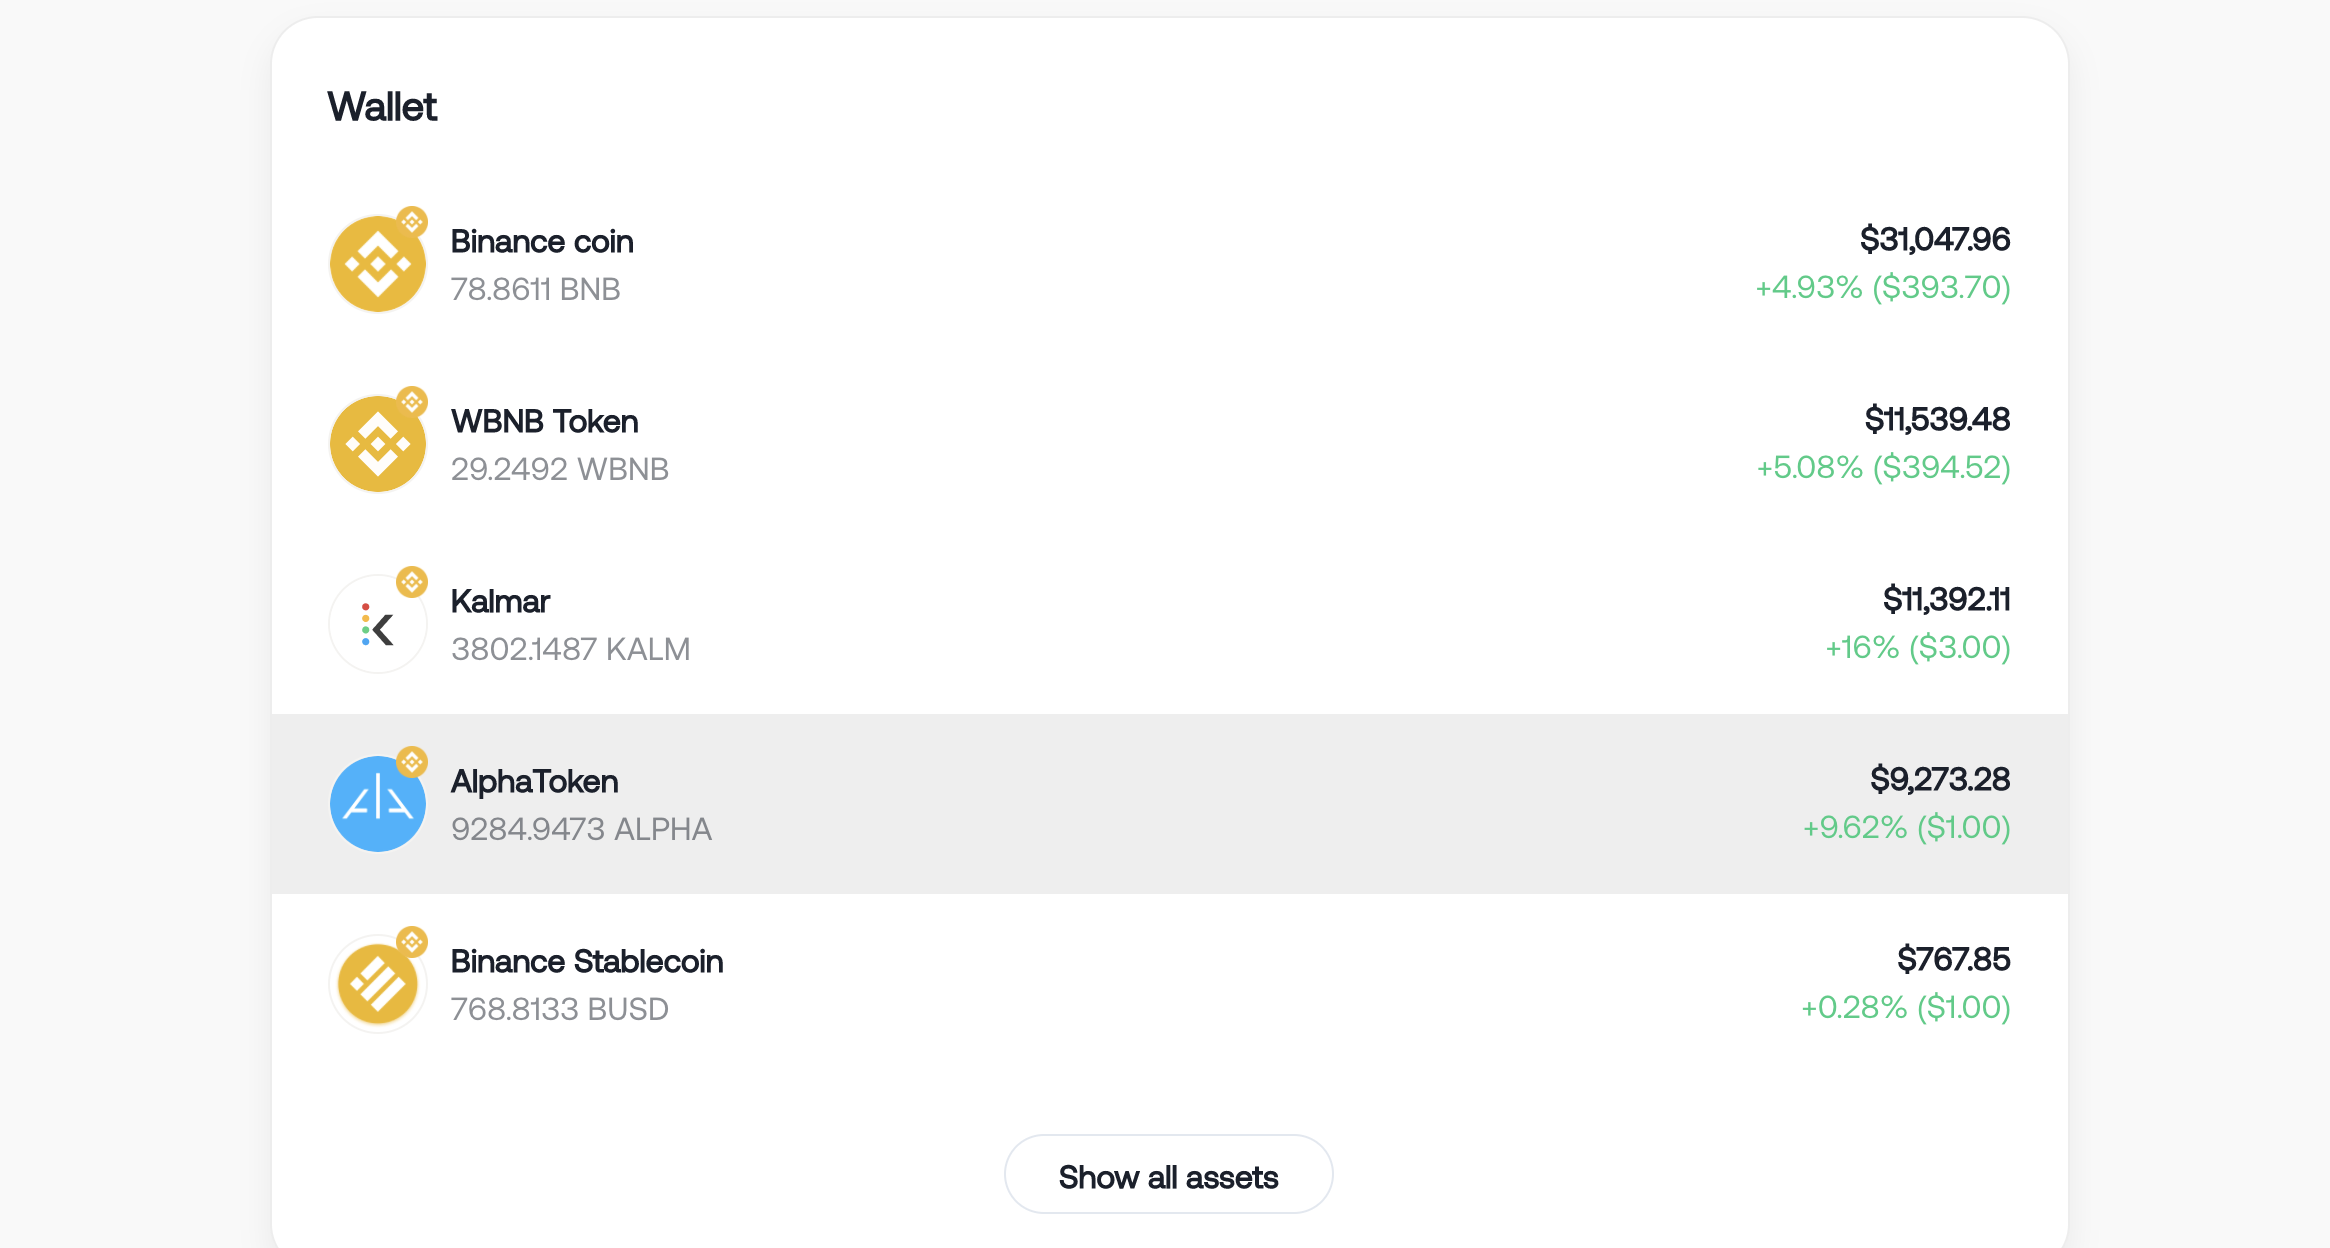 Wallet
Binance coin
$31,047.96
78.8611 BNB
+4.93% ($393.70)
WBNB Token
$11,539.48
29.2492 WBNB
+5.08% ($394.52)
Kalmar
$11,392.11
3802.1487 KALM
+16% ($3.00)
AlphaToken
$9,273.28
9284.9473 ALPHA
+9.62% ($1.00)
Binance Stablecoin
$767.85
768.8133 BUSD
+0.28% ($1.00)
Show all assets